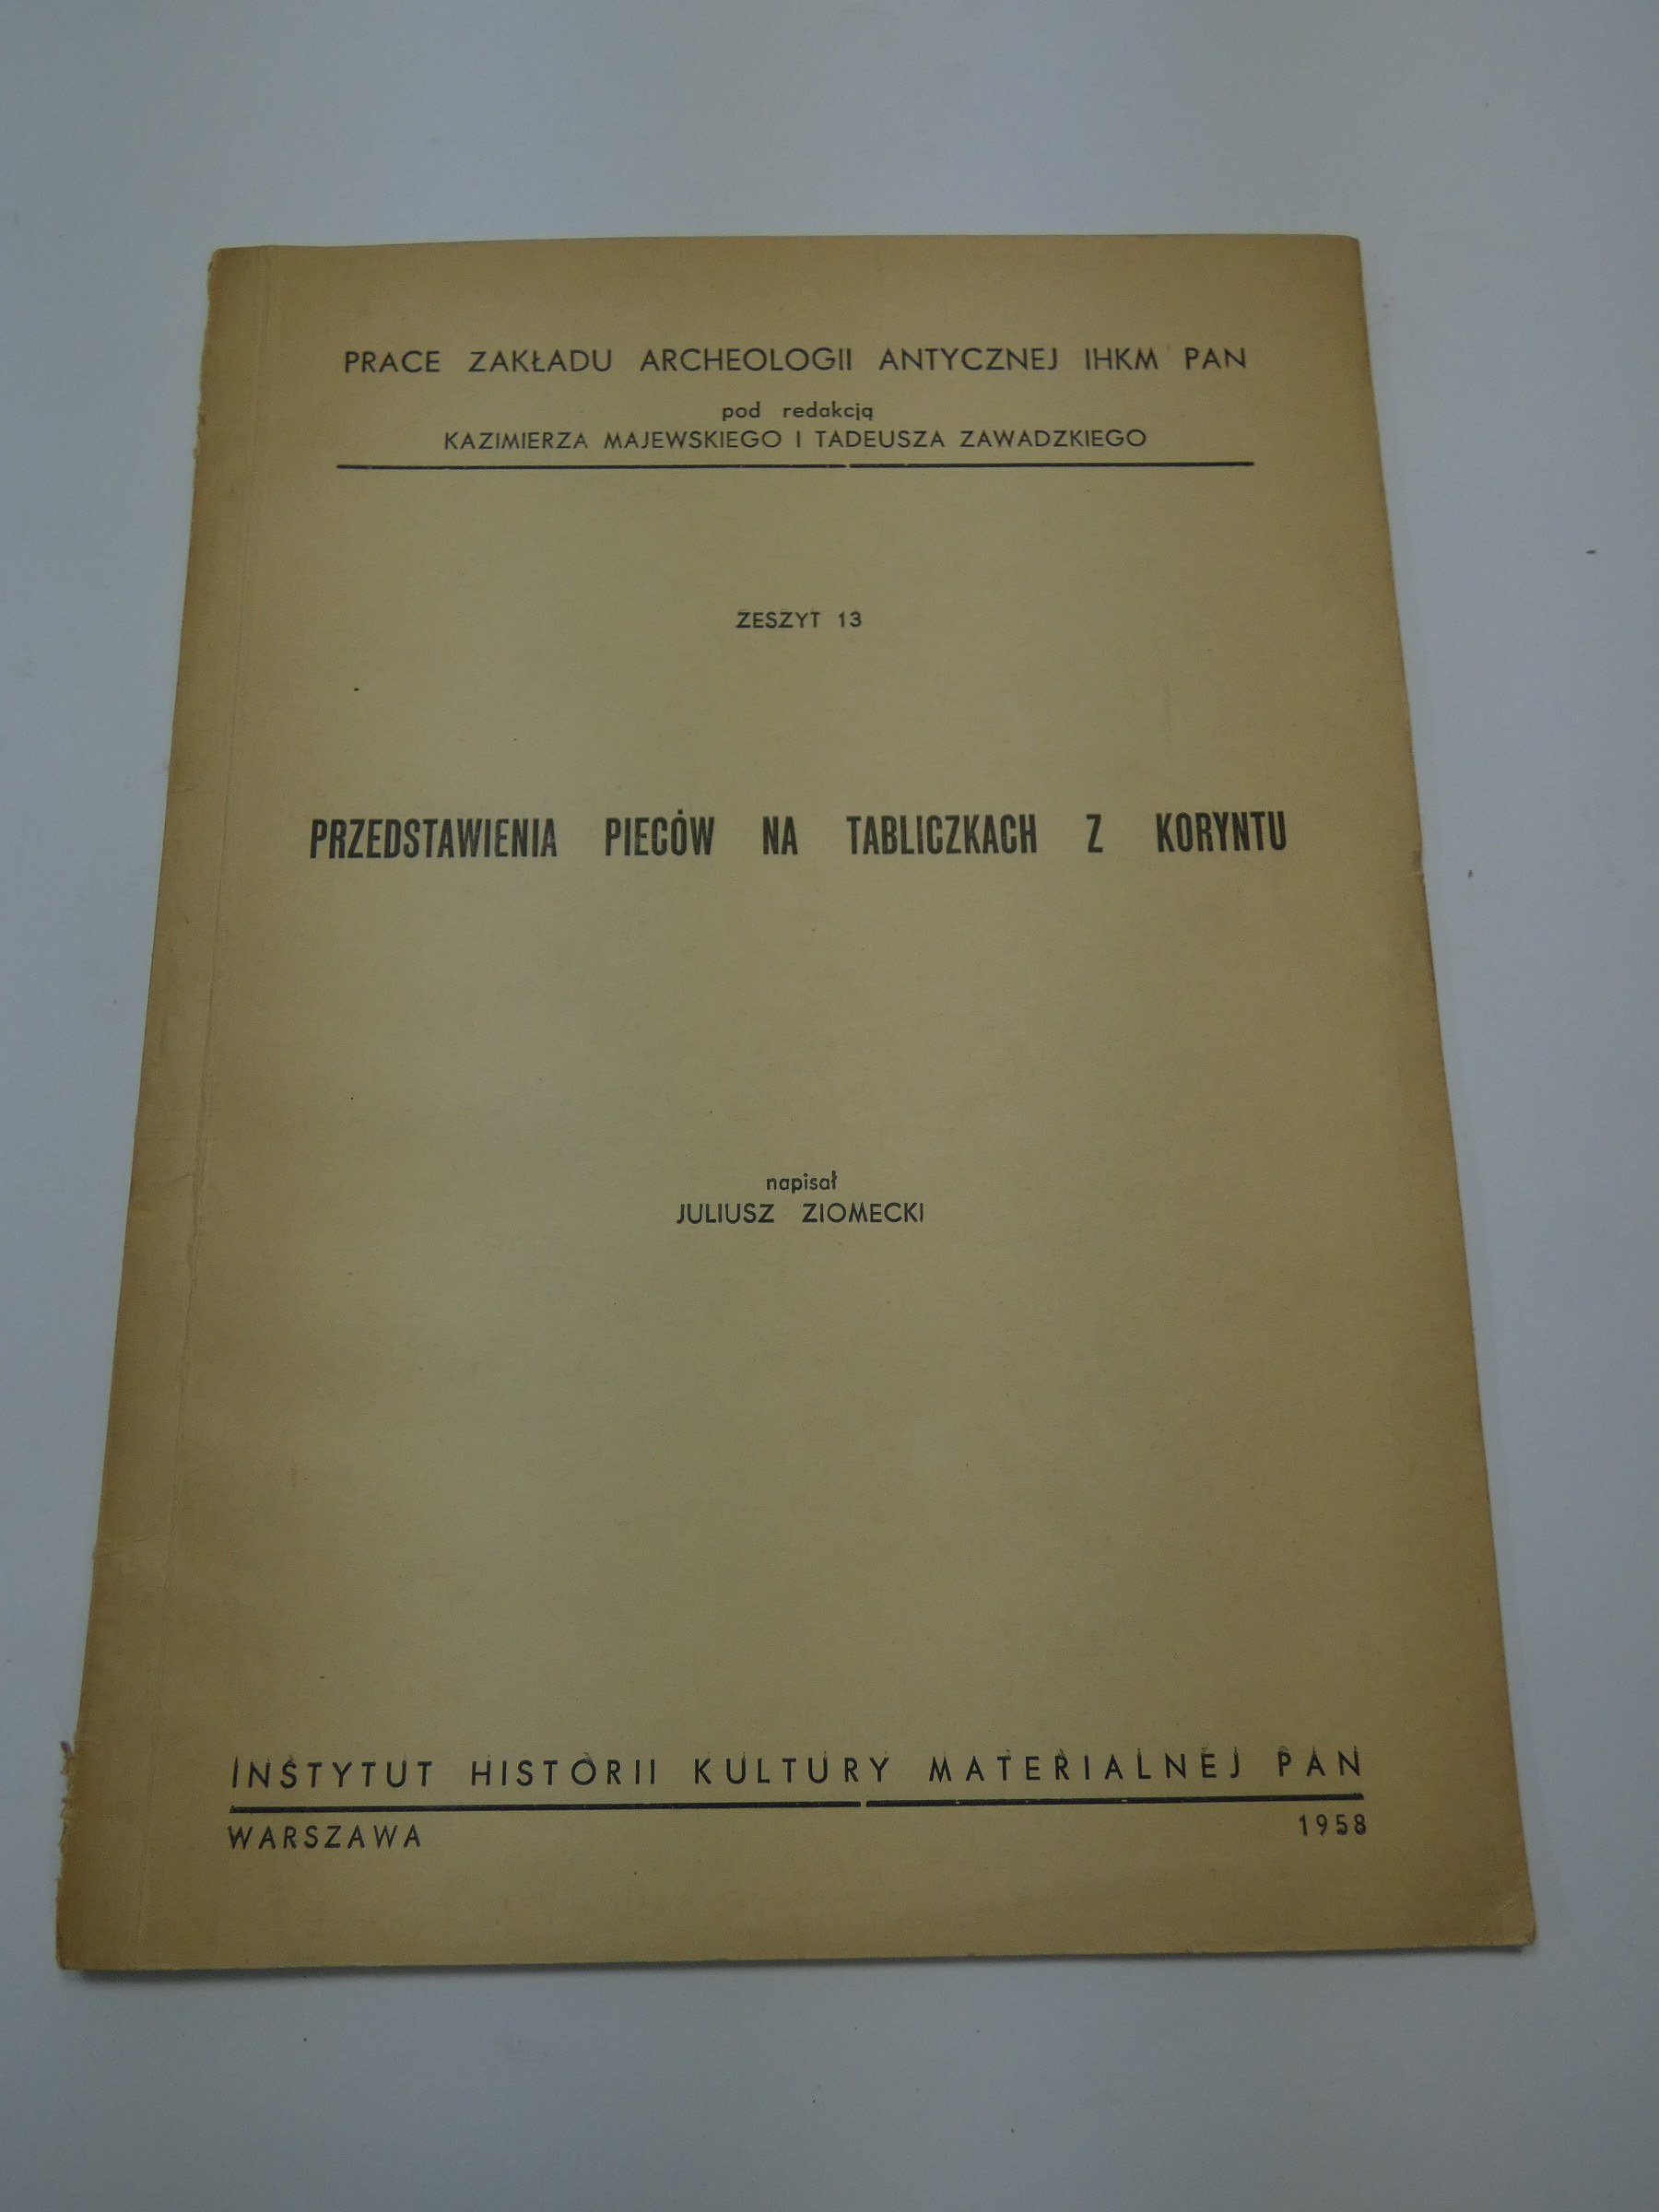 PRACE ZAKŁADU ARCHEOLOGII ANTYCZNEJ IHKM PAN
pod redakcją
KAZIMIERZA MAJEWSKIEGO I TADEUSZA ZAWADZKIEGO
ZESZYT 13
PRZEDSTAWIENIA PIECÓW NA TABLICZKACH Z KORYNTU
napisał
JULIUSZ ZIOMECKI
INSTYTUT HISTORII KULTURY MATERIALNEJ PAN
WARSZAWA 1958